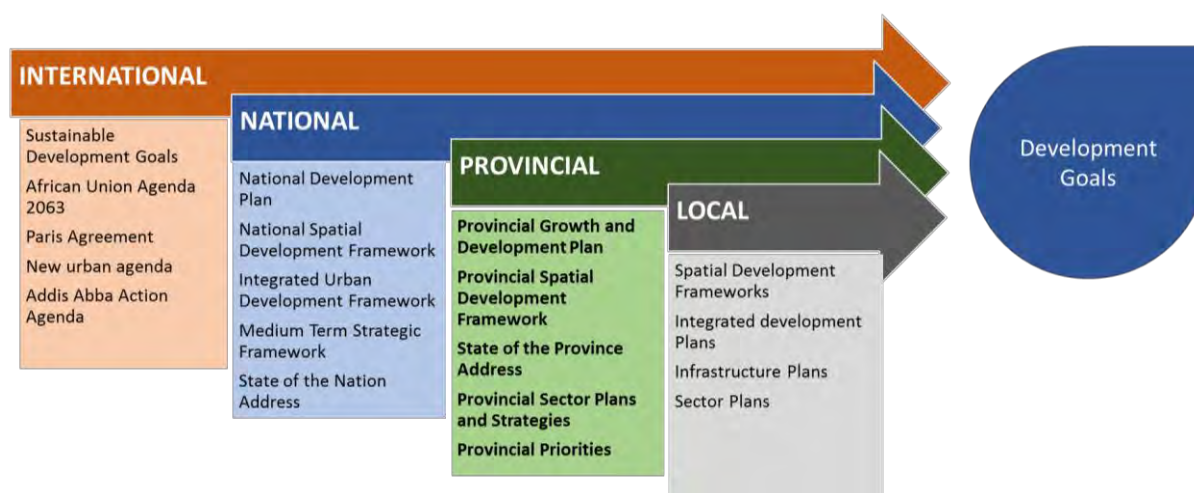 INTERNATIONAL
Sustainable
Development Goals
African Union Agenda
2063
Paris Agreement
New urban agenda
Addis Abba Action
Agenda
NATIONAL
National Development
Plan
National Spatial
Development Framework
Integrated Urban
Development Framework
Medium Term Strategic
Framework
State of the Nation
Address
PROVINCIAL
Provincial Growth and
Development Plan
Provincial Spatial
Development
Framework
State of the Province
Address
Provincial Sector Plans
and Strategies
Provincial Priorities
LOCAL
Spatial Development
Frameworks
Integrated development
Plans
Infrastructure Plans
Sector Plans
Development
Goals